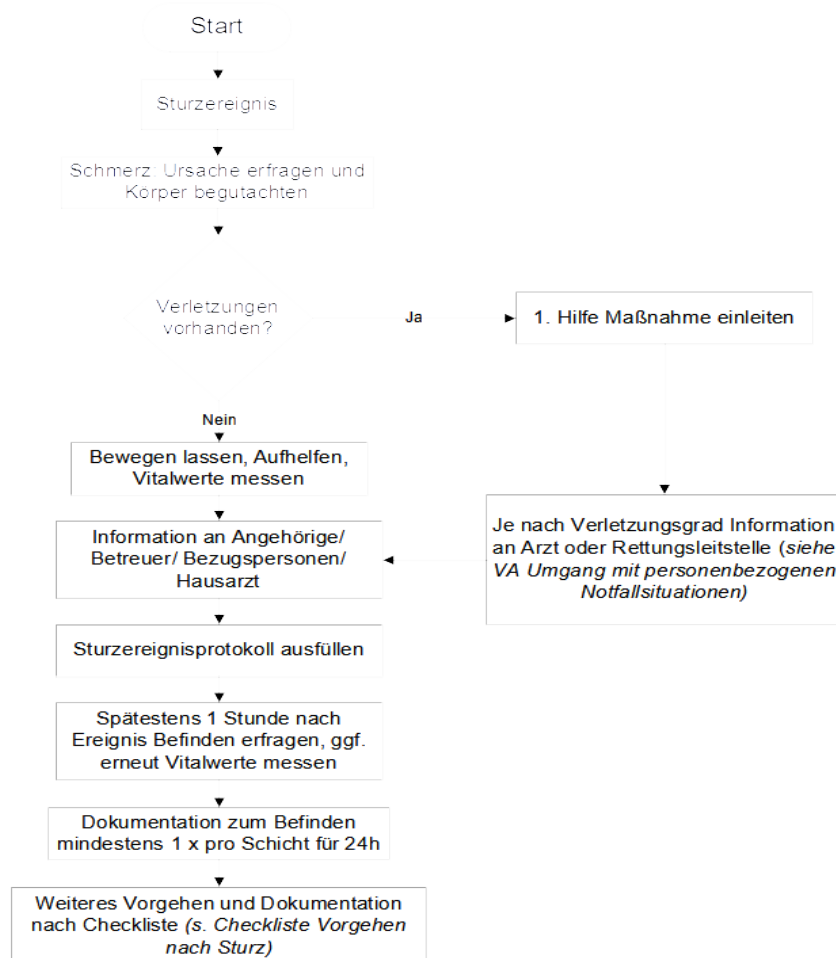 Start
Sturzereignis
Schmerz: Ursache erfragen und
Körper begutachten
Verletzungen
vorhanden?
Ja
1. Hilfe Maßnahme einleiten
Nein
Bewegen lassen, Aufhelfen,
Vitalwerte messen
Information an Angehörige/
Betreuer/ Bezugspersonen/
Hausarzt
Je nach Verletzungsgrad Information
an Arzt oder Rettungsleitstelle (siehe
VA Umgang mit personenbezogenen
Notfallsituationen)
Sturzereignisprotokoll ausfüllen
Spätestens 1 Stunde nach
Ereignis Befinden erfragen, ggf.
erneut Vitalwerte messen
Dokumentation zum Befinden
mindestens 1 x pro Schicht für 24h
Weiteres Vorgehen und Dokumentation
nach Checkliste (s. Checkliste Vorgehen
nach Sturz)